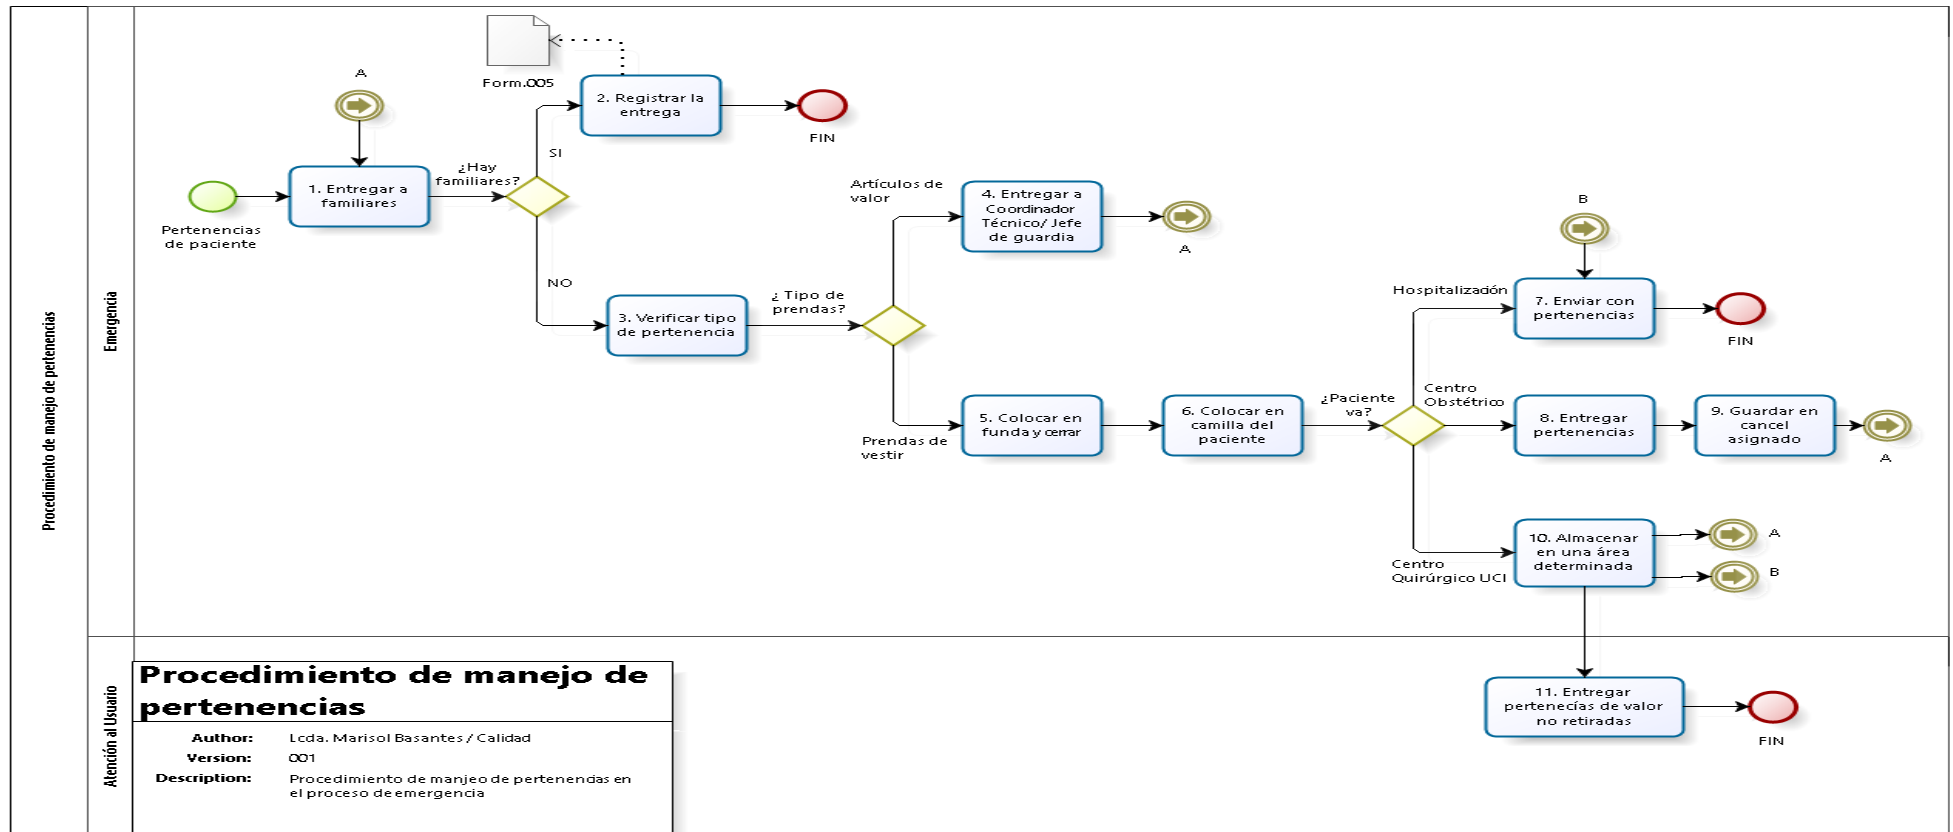 Procedimiento de manejo de pertenencias
Emergencia
Atención al Usuario
Form.005
A
2. Registrar la
entrega
FIN
SI
¿Hay
familiares?
1. Entregar a
familiares
Pertenencias
de paciente
NO
3. Verificar tipo
de pertenencia
¿ Tipo de
prendas?
Artículos de
valor
4. Entregar a
Coordinador
Técnico/ Jefe
de guardia
A
Prendas de
vestir
5. Colocar en
funda y cerrar
6. Colocar en
camilla del
paciente
¿Paciente
va?
B
Hospitalización
7. Enviar con
pertenencias
FIN
Centro
Obstétrico
8. Entregar
pertenencias
9. Guardar en
cancel
asignado
A
Centro
Quirúrgico UCI
10. Almacenar
en una área
determinada
A
B
11. Entregar
pertenecías de valor
no retiradas
FIN
Procedimiento de manejo de
pertenencias
Author: Lcda. Marisol Basantes / Calidad
Version: 001
Description: Procedimiento de manjeo de pertenencias en
el proceso de emergencia